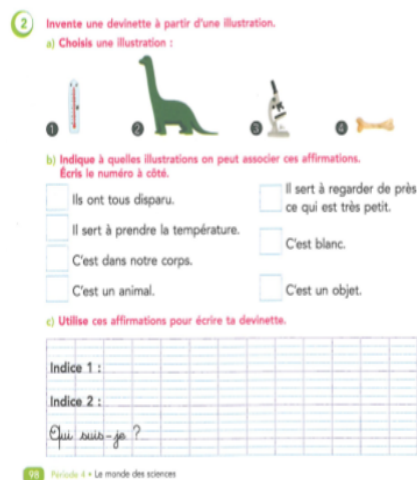 2 Invente une devinette à partir d'une illustration.
a) Choisis une illustration :
1 2 3 4
b) Indique à quelles illustrations on peut associer ces affirmations.
Écris le numéro à côté.
Ils ont tous disparu.
Il sert à prendre la température.
C'est dans notre corps.
C'est un animal.
Il sert à regarder de près
ce qui est très petit.
C'est blanc.
C'est un objet.
c) Utilise ces affirmations pour écrire ta devinette.
Indice 1 :
Indice 2 :
Qui suis-je ?
98 Période 4 • Le monde des sciences